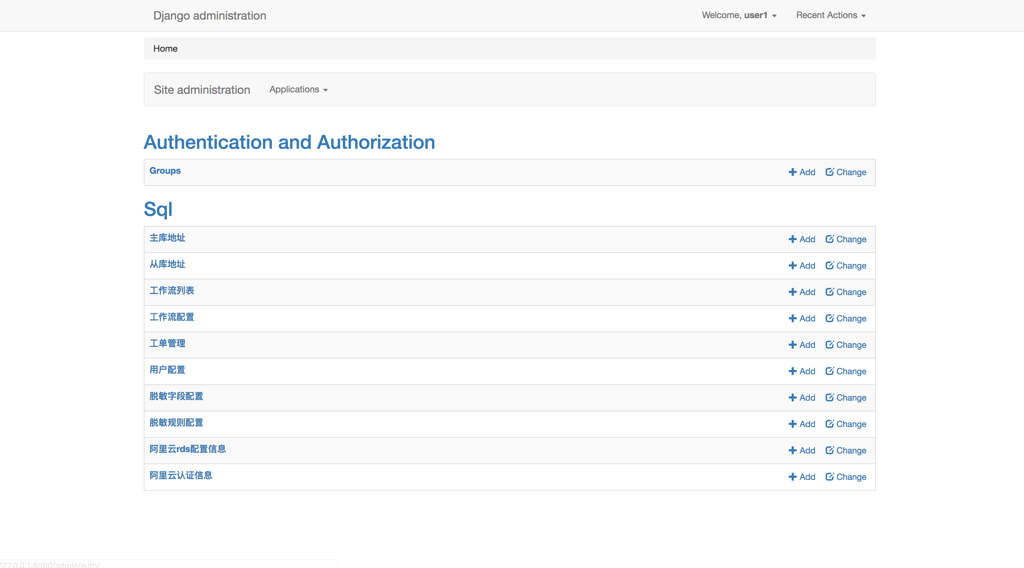 Django administration Welcome, user1 Recent Actions
Home
Site administration Applications
Authentication and Authorization
Groups Add Change
Sql
主库地址 Add Change
从库地址 Add Change
工作流列表 Add Change
工作流配置 Add Change
工单管理 Add Change
用户配置 Add Change
脱敏字段配置 Add Change
脱敏规则配置 Add Change
阿里云rds配置信息 Add Change
阿里云认证信息 Add Change
127.0.0.1:8000/admin/auth/